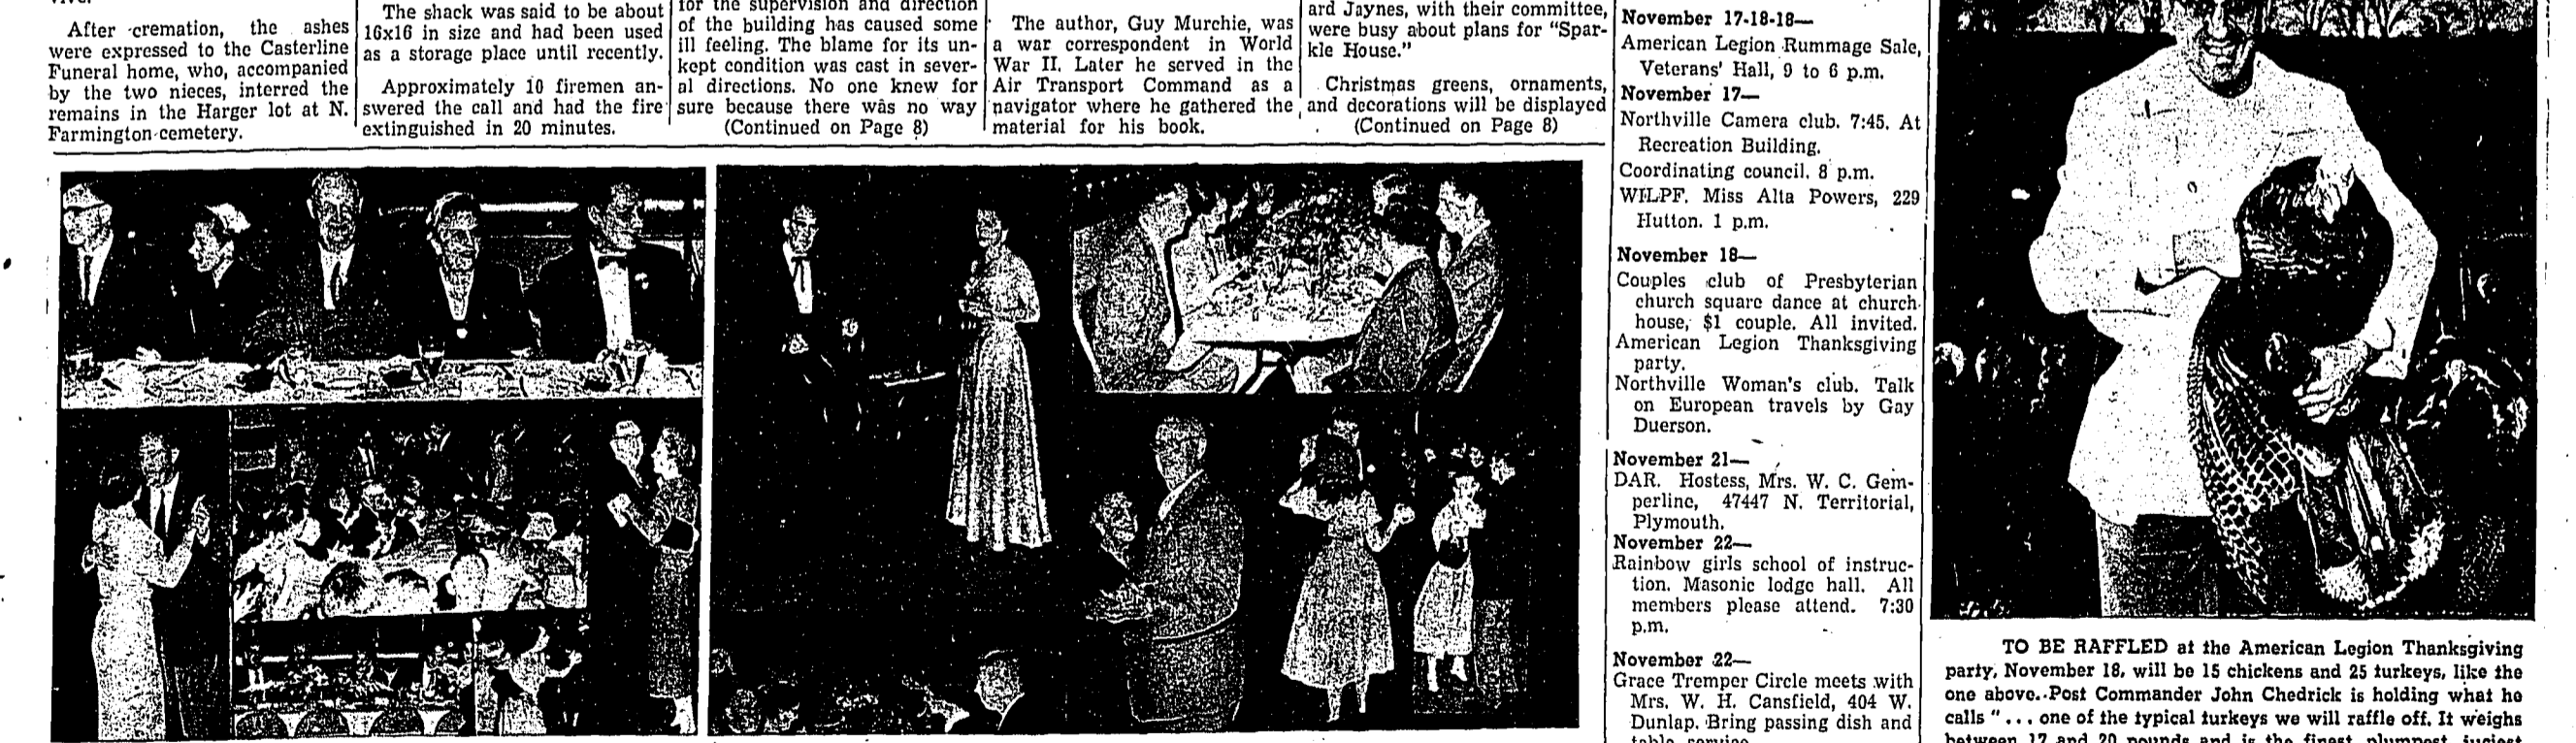 After cremation, the ashes
were expressed to the Casterline
Funeral home, who, accompanied
by the two nieces, interred the
remains in the Harger lot at N.
Farmington cemetery.
The shack was said to be about
16x16 in size and had been used
as a storage place until recently.
Approximately 10 firemen an-
swered the call and had the fire
extinguished in 20 minutes.
for the supervision and direction
of the building has caused some
ill feeling. The blame for its un-
kept condition was cast in sever-
al directions. No one knew for
sure because there was no way
(Continued on Page 8)
The author, Guy Murchie, was
a war correspondent in World
War II. Later he served in the
Air Transport Command as a
navigator where he gathered the
material for his book.
ard Jaynes, with their committee,
were busy about plans for "Spar-
kle House."
Christmas greens, ornaments,
and decorations will be displayed
(Continued on Page 8)
November 17-18-18—
American Legion Rummage Sale,
Veterans' Hall, 9 to 6 p.m.
November 17—
Northville Camera club. 7:45. At
Recreation Building.
Coordinating council. 8 p.m.
WILPF. Miss Alta Powers, 229
Hutton. 1 p.m.
November 18—
Couples club of Presbyterian
church square dance at church
house, $1 couple. All invited.
American Legion Thanksgiving
party.
Northville Woman's club. Talk
on European travels by Gay
Duerson.
November 21—
DAR. Hostess, Mrs. W. C. Gem-
perline, 47447 N. Territorial,
Plymouth.
November 22—
Rainbow girls school of instruc-
tion. Masonic lodge hall. All
members please attend. 7:30
p.m.
November 22—
Grace Tremper Circle meets with
Mrs. W. H. Cansfield, 404 W.
Dunlap. Bring passing dish and
table service
TO BE RAFFLED at the American Legion Thanksgiving
party, November 18, will be 15 chickens and 25 turkeys, like the
one above. Post Commander John Chedrick is holding what he
calls "... one of the typical turkeys we will raffle off. It weighs
between 17 and 20 pounds and is the finest, plumpest, juciest